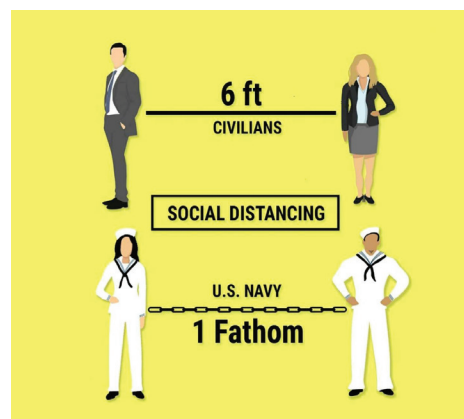 6 ft
CIVILIANS
SOCIAL DISTANCING
U.S. NAVY
1 Fathom